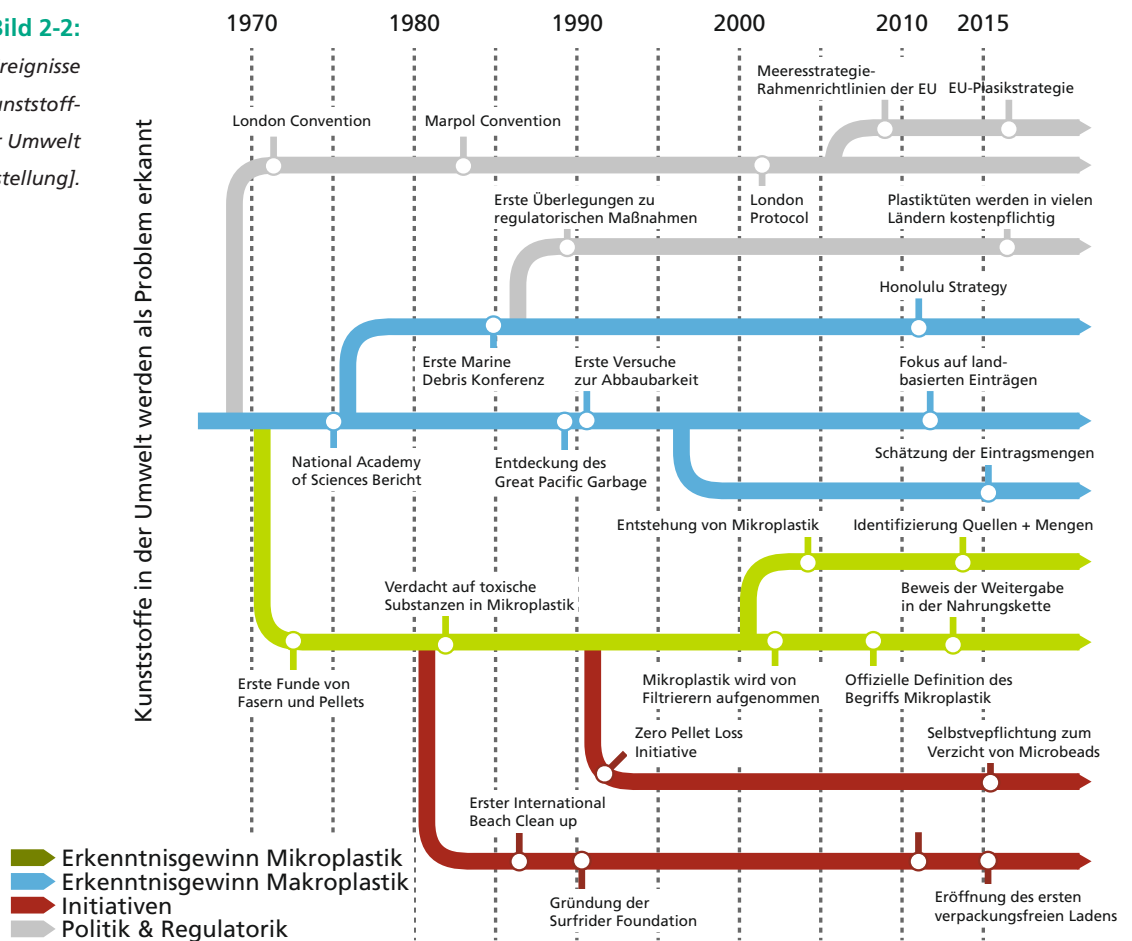 Bild 2-2:
reignisse
unststoff-
Umwelt
stellung].
1970 1980 1990 2000 2010 2015
Kunststoffe in der Umwelt werden als Problem erkannt
Meeresstrategie-
Rahmenrichtlinien der EU
EU-Plasikstrategie
London Convention
Marpol Convention
Erste Überlegungen zu
regulatorischen Maßnahmen
London
Protocol
Plastiktüten werden in vielen
Ländern kostenpflichtig
Honolulu Strategy
Erste Marine
Debris Konferenz
Erste Versuche
zur Abbaubarkeit
Fokus auf land-
basierten Einträgen
National Academy
of Sciences Bericht
Entdeckung des
Great Pacific Garbage
Schätzung der Eintragsmengen
Entstehung von Mikroplastik
Identifizierung Quellen + Mengen
Verdacht auf toxische
Substanzen in Mikroplastik
Beweis der Weitergabe
in der Nahrungskette
Erste Funde von
Fasern und Pellets
Mikroplastik wird von
Filtrierern aufgenommen
Offizielle Definition des
Begriffs Mikroplastik
Zero Pellet Loss
Initiative
Selbstvepflichtung zum
Verzicht von Microbeads
Erster International
Beach Clean up
Gründung der
Surfrider Foundation
Eröffnung des ersten
verpackungsfreien Ladens
Erkenntnisgewinn Mikroplastik
Erkenntnisgewinn Makroplastik
Initiativen
Politik & Regulatorik